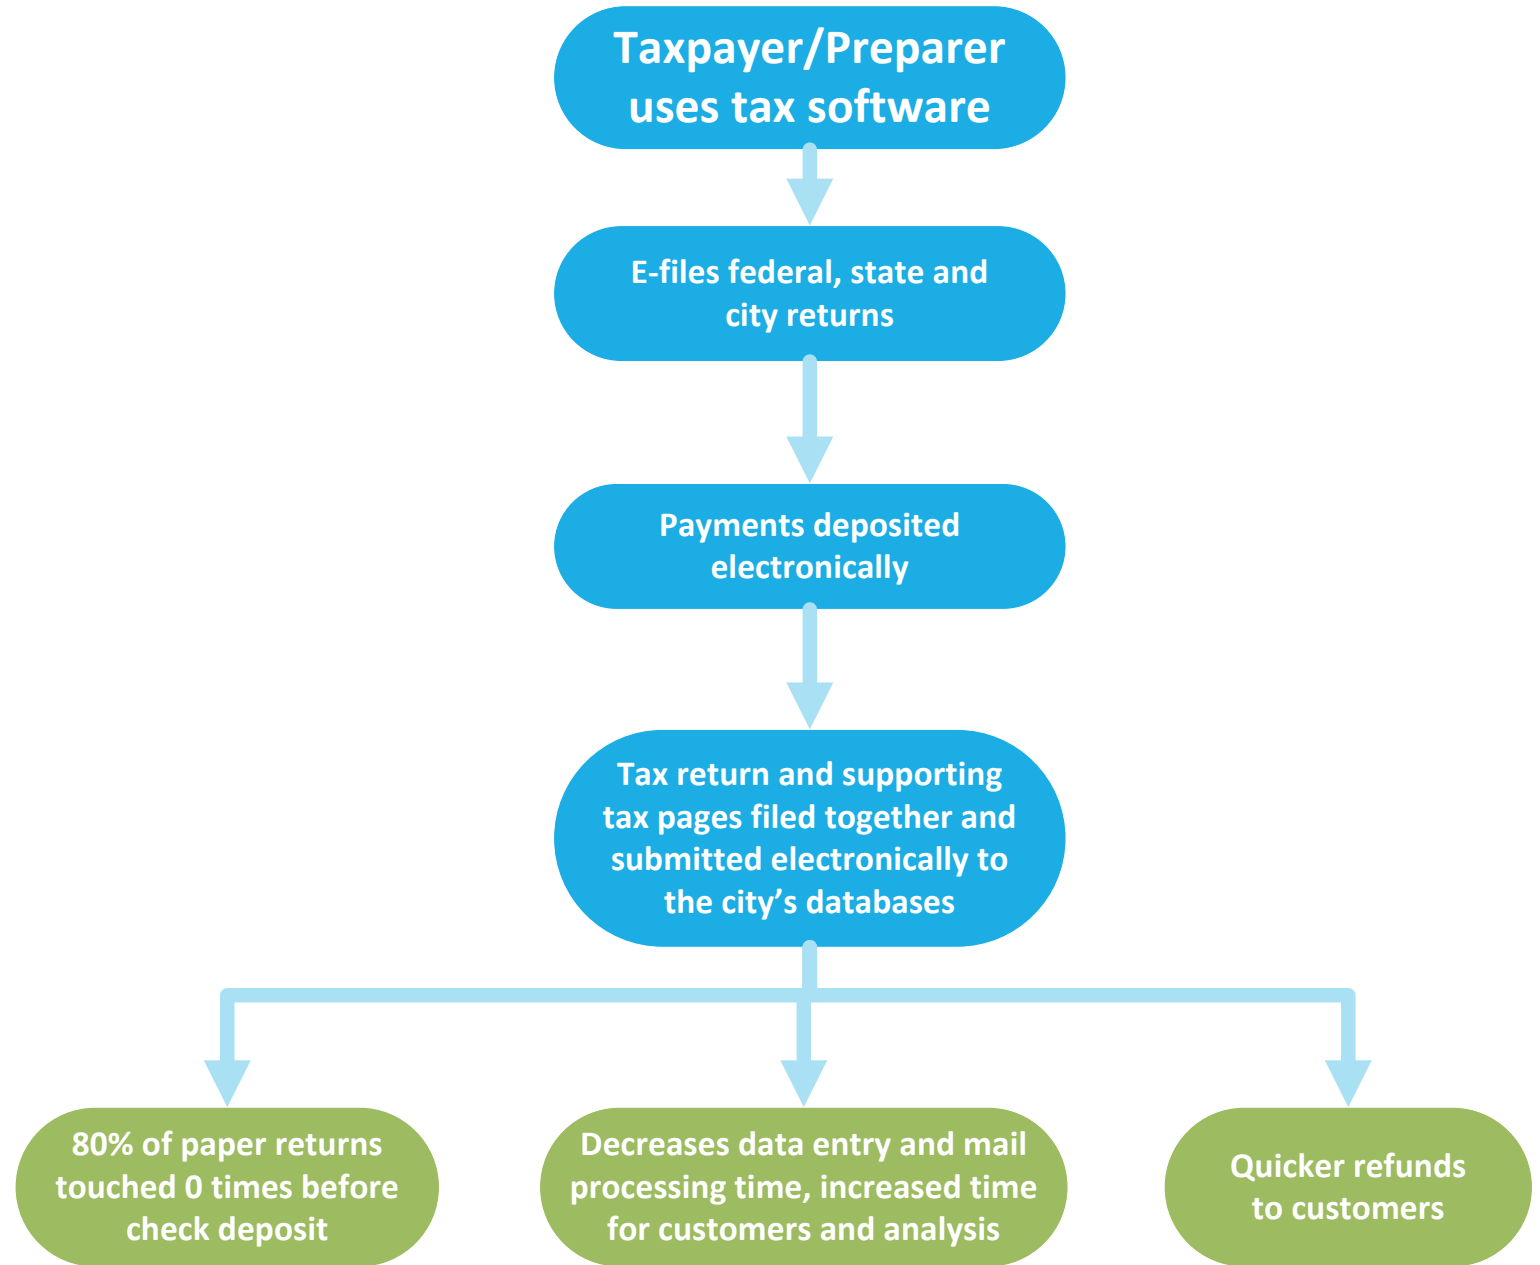 Taxpayer/Preparer
uses tax software
E-files federal, state and
city returns
Payments deposited
electronically
Tax return and supporting
tax pages filed together and
submitted electronically to
the city’s databases
80% of paper returns
touched 0 times before
check deposit
Decreases data entry and mail
processing time, increased time
for customers and analysis
Quicker refunds
to customers